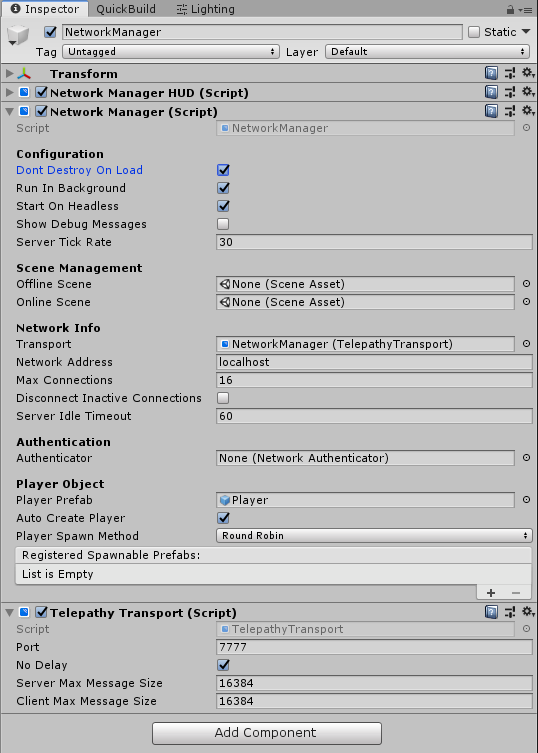 Inspector QuickBuild Lighting
NetworkManager Static
Tag Untagged Layer Default
Transform
Network Manager HUD (Script)
Network Manager (Script)
Script NetworkManager
Configuration
Dont Destroy On Load
Run In Background
Start On Headless
Show Debug Messages
Server Tick Rate 30
Scene Management
Offline Scene None (Scene Asset)
Online Scene None (Scene Asset)
Network Info
Transport NetworkManager (TelepathyTransport)
Network Address localhost
Max Connections 16
Disconnect Inactive Connections
Server Idle Timeout 60
Authentication
Authenticator None (Network Authenticator)
Player Object
Player Prefab Player
Auto Create Player
Player Spawn Method Round Robin
Registered Spawnable Prefabs:
List is Empty
+ −
Telepathy Transport (Script)
Script TelepathyTransport
Port 7777
No Delay
Server Max Message Size 16384
Client Max Message Size 16384
Add Component